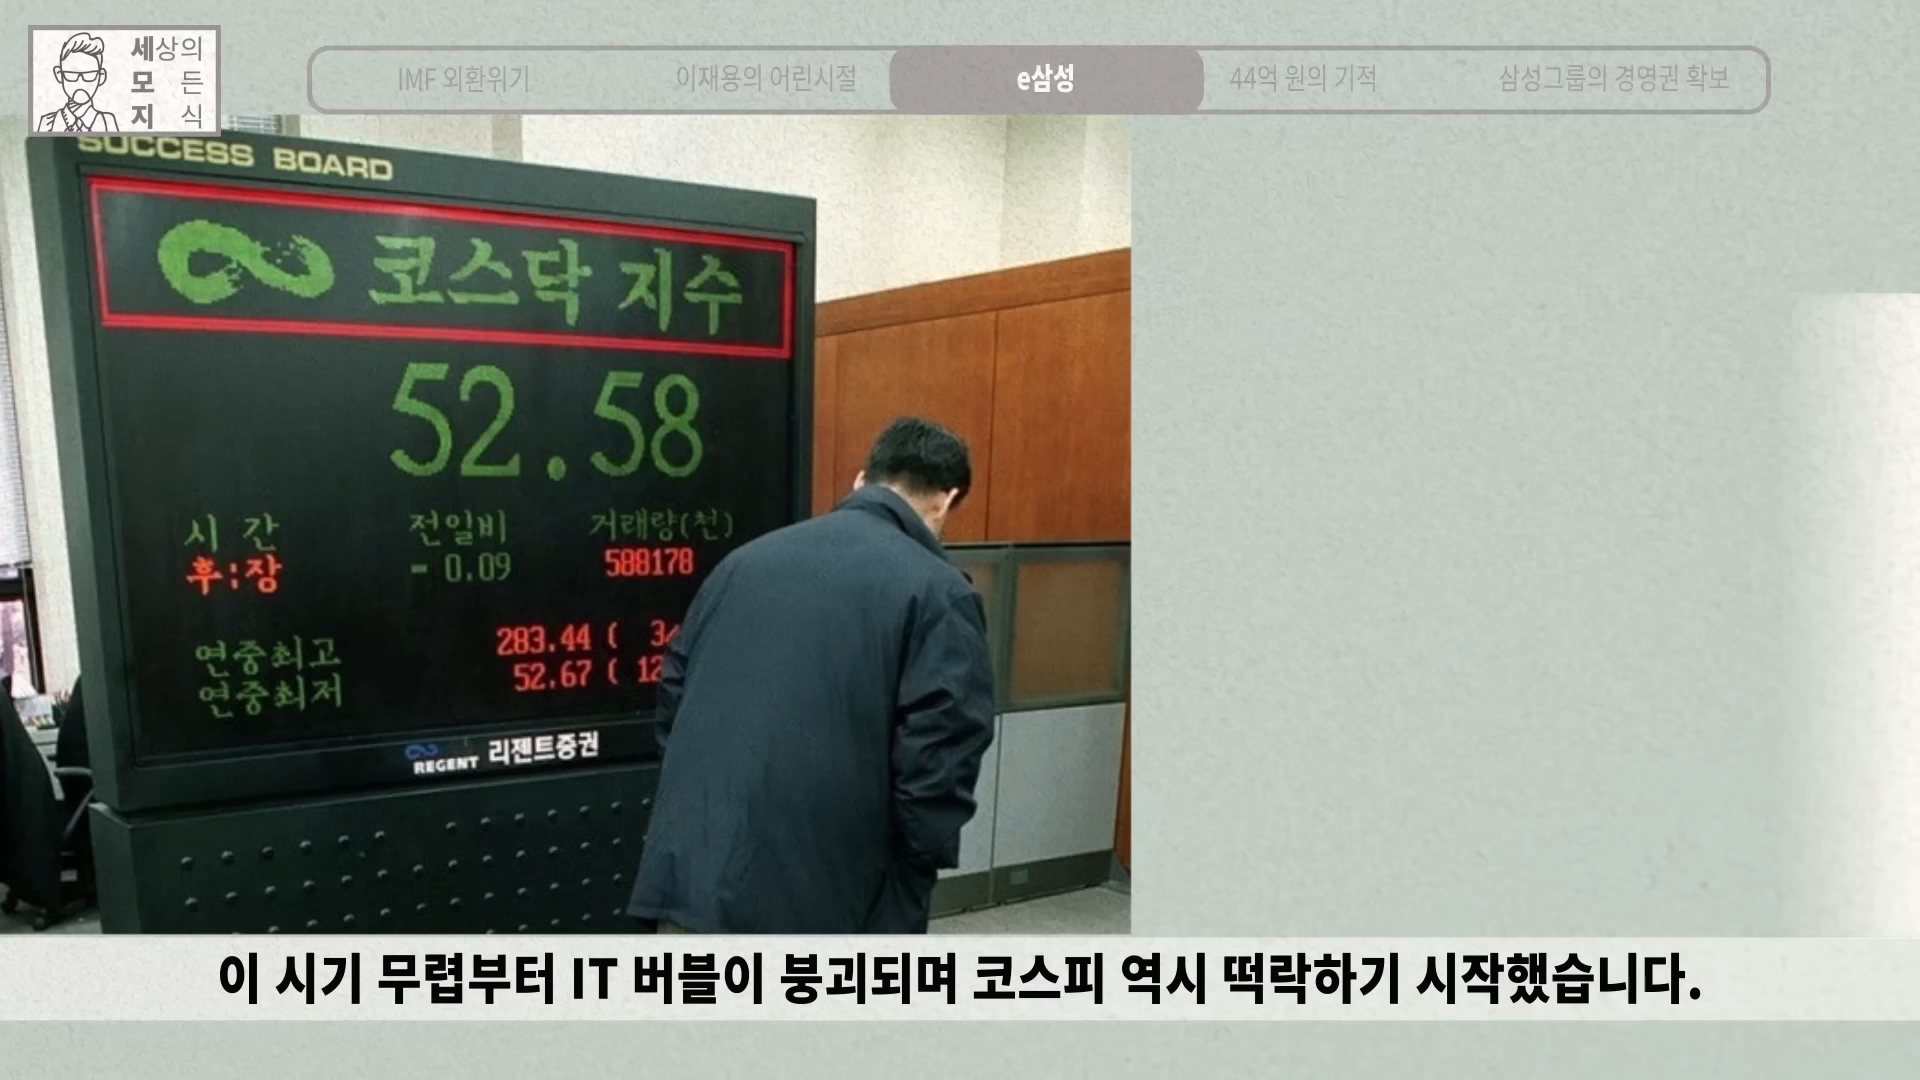 세상의
모든
지식
IMF 외환위기
이재용의 어린시절
e삼성
44억 원의 기적
삼성그룹의 경영권 확보
SUCCESS BOARD
코스닥 지수
52.58
시간 전일비 거래량(천)
후:장 - 0.09 588178
연중최고 283.44 ( 3/
연중최저 52.67 ( 12
REGENT 리젠트증권
이 시기 무렵부터 IT 버블이 붕괴되며 코스피 역시 떡락하기 시작했습니다.